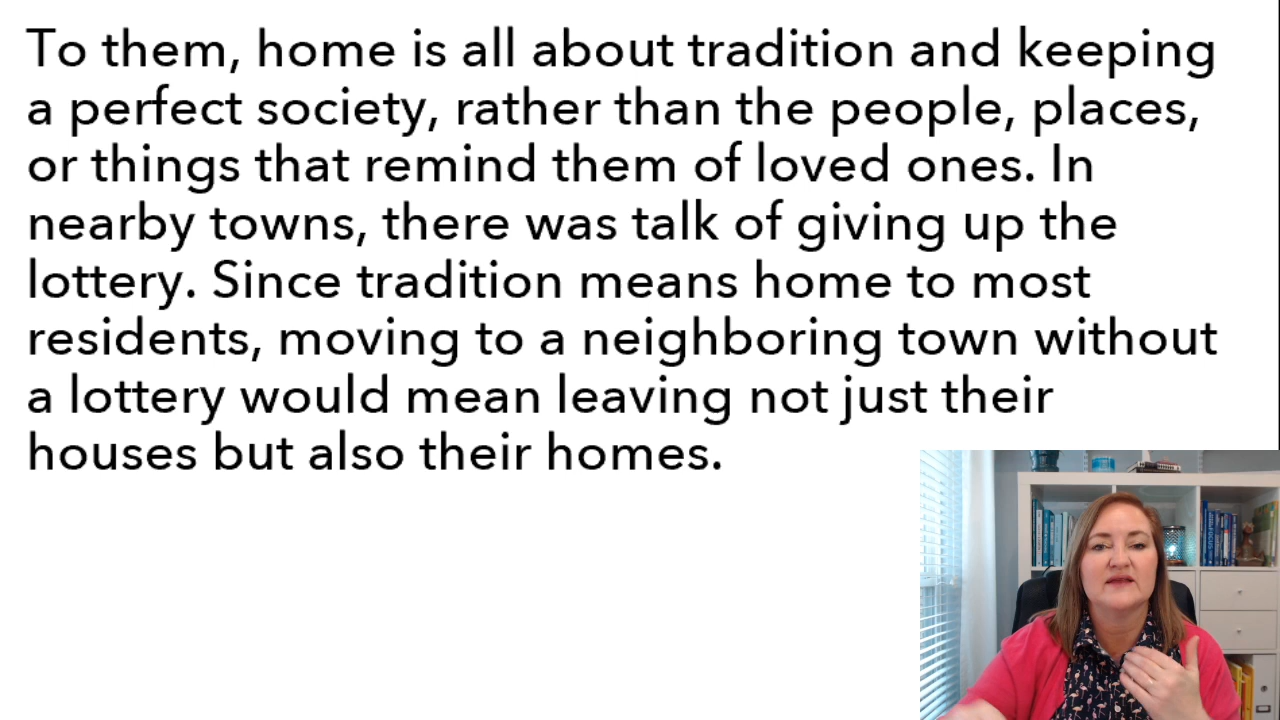 To them, home is all about tradition and keeping
a perfect society, rather than the people, places,
or things that remind them of loved ones. In
nearby towns, there was talk of giving up the
lottery. Since tradition means home to most
residents, moving to a neighboring town without
a lottery would mean leaving not just their
houses but also their homes.